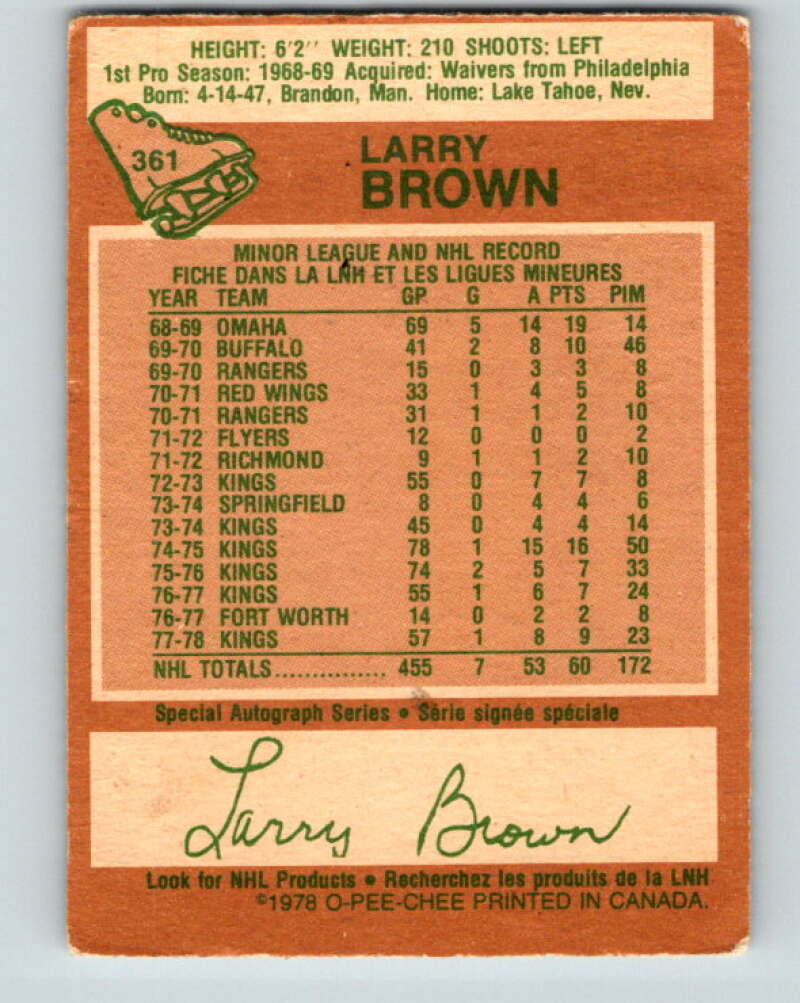 HEIGHT: 6'2" WEIGHT: 210 SHOOTS: LEFT
1st Pro Season: 1968-69 Acquired: Waivers from Philadelphia
Born: 4-14-47, Brandon, Man. Home: Lake Tahoe, Nev.
361
LARRY
BROWN
MINOR LEAGUE AND NHL RECORD
FICHE DANS LA LNH ET LES LIGUES MINEURES
YEAR TEAM GP G A PTS PIM
68-69 OMAHA 69 5 14 19 14
69-70 BUFFALO 41 2 8 10 46
69-70 RANGERS 15 0 3 3 8
70-71 RED WINGS 33 1 4 5 8
70-71 RANGERS 31 1 1 2 10
71-72 FLYERS 12 0 0 0 2
71-72 RICHMOND 9 1 1 2 10
72-73 KINGS 55 0 7 7 8
73-74 SPRINGFIELD 8 0 4 4 6
73-74 KINGS 45 0 4 4 14
74-75 KINGS 78 1 15 16 50
75-76 KINGS 74 2 5 7 33
76-77 KINGS 55 1 6 7 24
76-77 FORT WORTH 14 0 2 2 8
77-78 KINGS 57 1 8 9 23
NHL TOTALS................ 455 7 53 60 172
Special Autograph Series • Série signée spéciale
Larry Brown
Look for NHL Products • Recherchez les produits de la LNH
©1978 O-PEE-CHEE PRINTED IN CANADA.